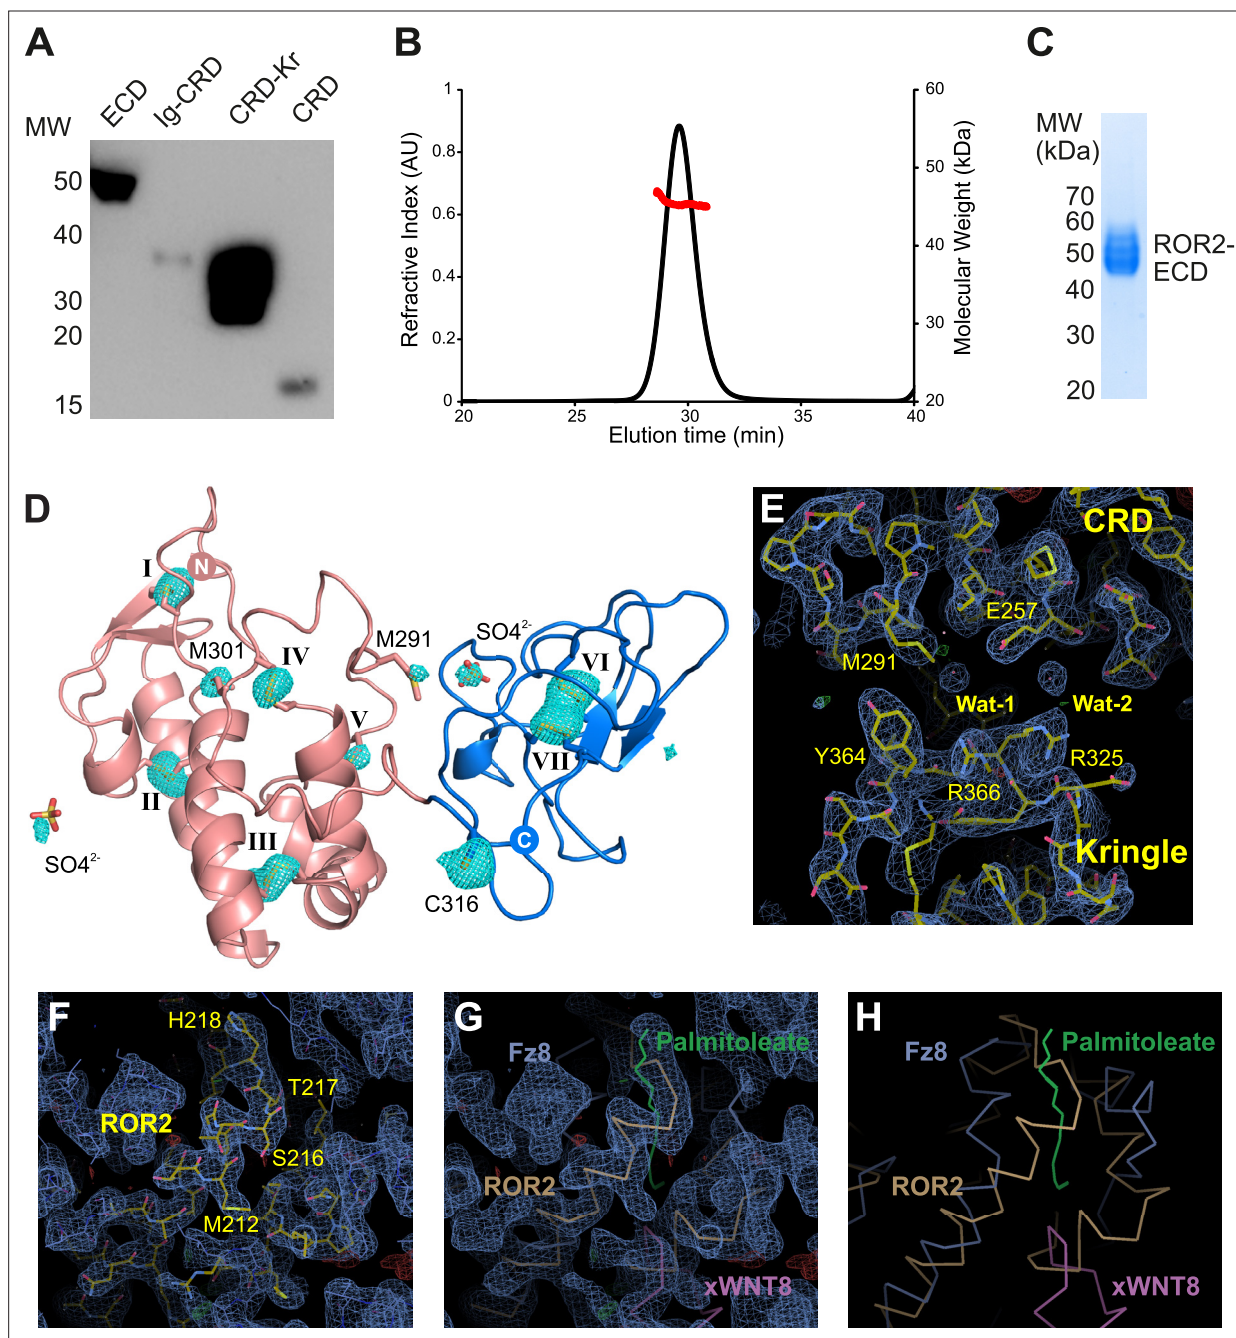 A
ECD
Ig-CRD
CRD-Kr
CRD
MW
50
40
30
20
15
B
Refractive Index (AU)
1
0.8
0.6
0.4
0.2
0
20
25
30
35
40
Elution time (min)
60
50
40
30
20
Molecular Weight (kDa)
C
MW
(kDa)
70
60
50
40
30
20
ROR2-
ECD
D
I
N
M301
IV
M291
SO4²⁻
VI
V
VII
II
III
SO4²⁻
C316
C
E
CRD
E257
M291
Wat-1
Wat-2
Y364
R325
R366
Kringle
F
H218
T217
ROR2
S216
M212
G
Palmitoleate
Fz8
ROR2
xWNT8
H
Palmitoleate
Fz8
ROR2
xWNT8